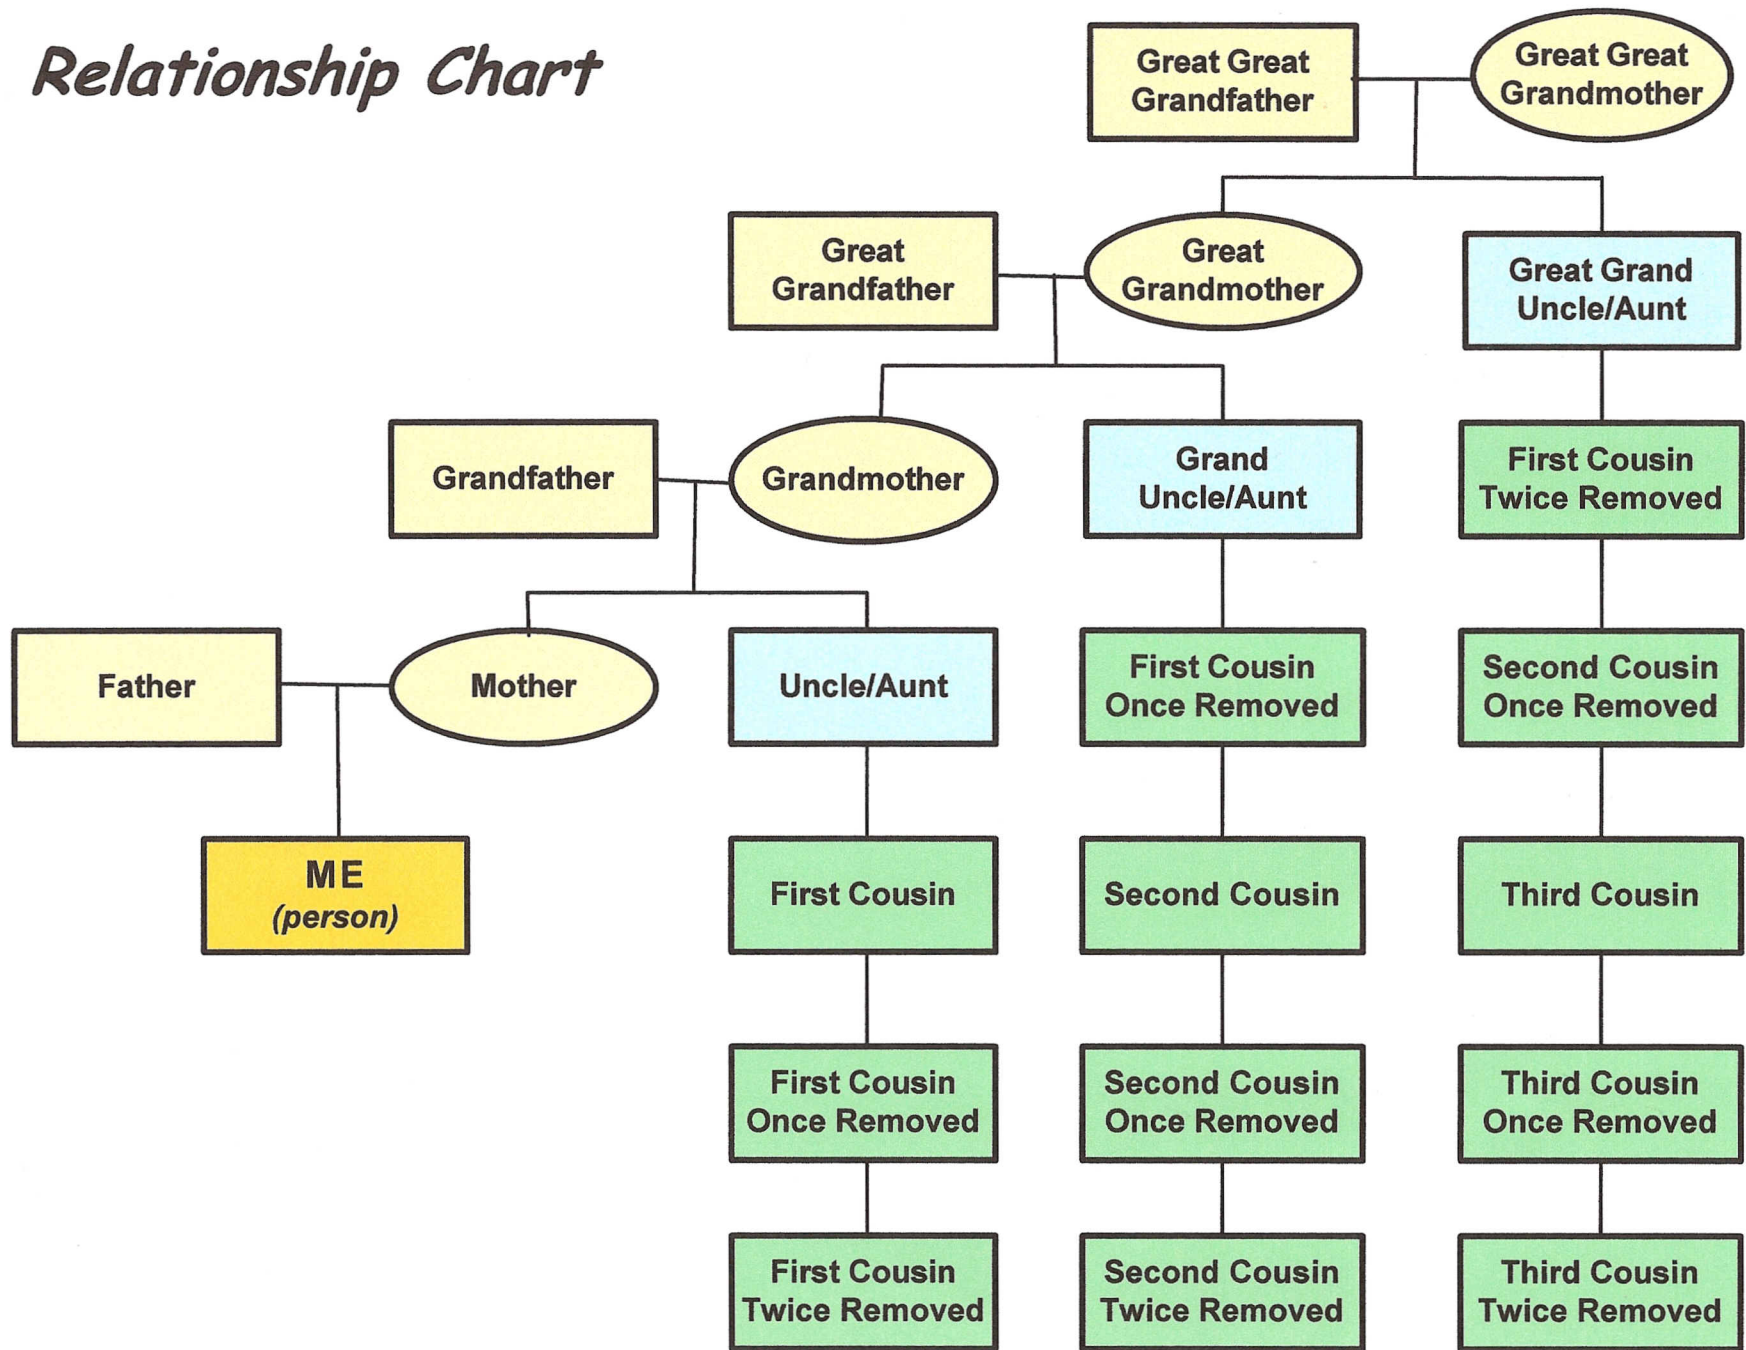 Relationship Chart
Great Great
Grandfather
Great Great
Grandmother
Great
Grandfather
Great
Grandmother
Great Grand
Uncle/Aunt
Grandfather
Grandmother
Grand
Uncle/Aunt
First Cousin
Twice Removed
Father
Mother
Uncle/Aunt
First Cousin
Once Removed
Second Cousin
Once Removed
ME
(person)
First Cousin
Second Cousin
Third Cousin
First Cousin
Once Removed
Second Cousin
Once Removed
Third Cousin
Once Removed
First Cousin
Twice Removed
Second Cousin
Twice Removed
Third Cousin
Twice Removed